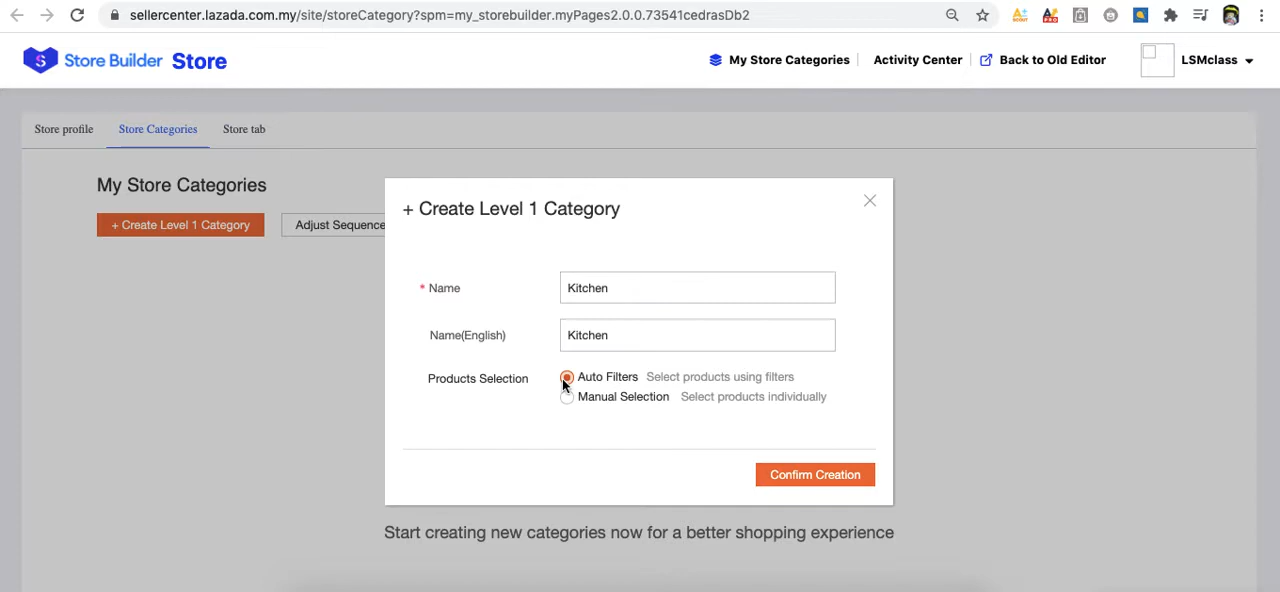 sellercenter.lazada.com.my/site/storeCategory?spm=my_storebuilder.myPages2.0.0.73541cedrasDb2
Store Builder Store
My Store Categories Activity Center Back to Old Editor LSMclass
Store profile Store Categories Store tab
My Store Categories
+ Create Level 1 Category Adjust Sequence
+ Create Level 1 Category
* Name Kitchen
Name(English) Kitchen
Products Selection Auto Filters Select products using filters
Manual Selection Select products individually
Confirm Creation
Start creating new categories now for a better shopping experience